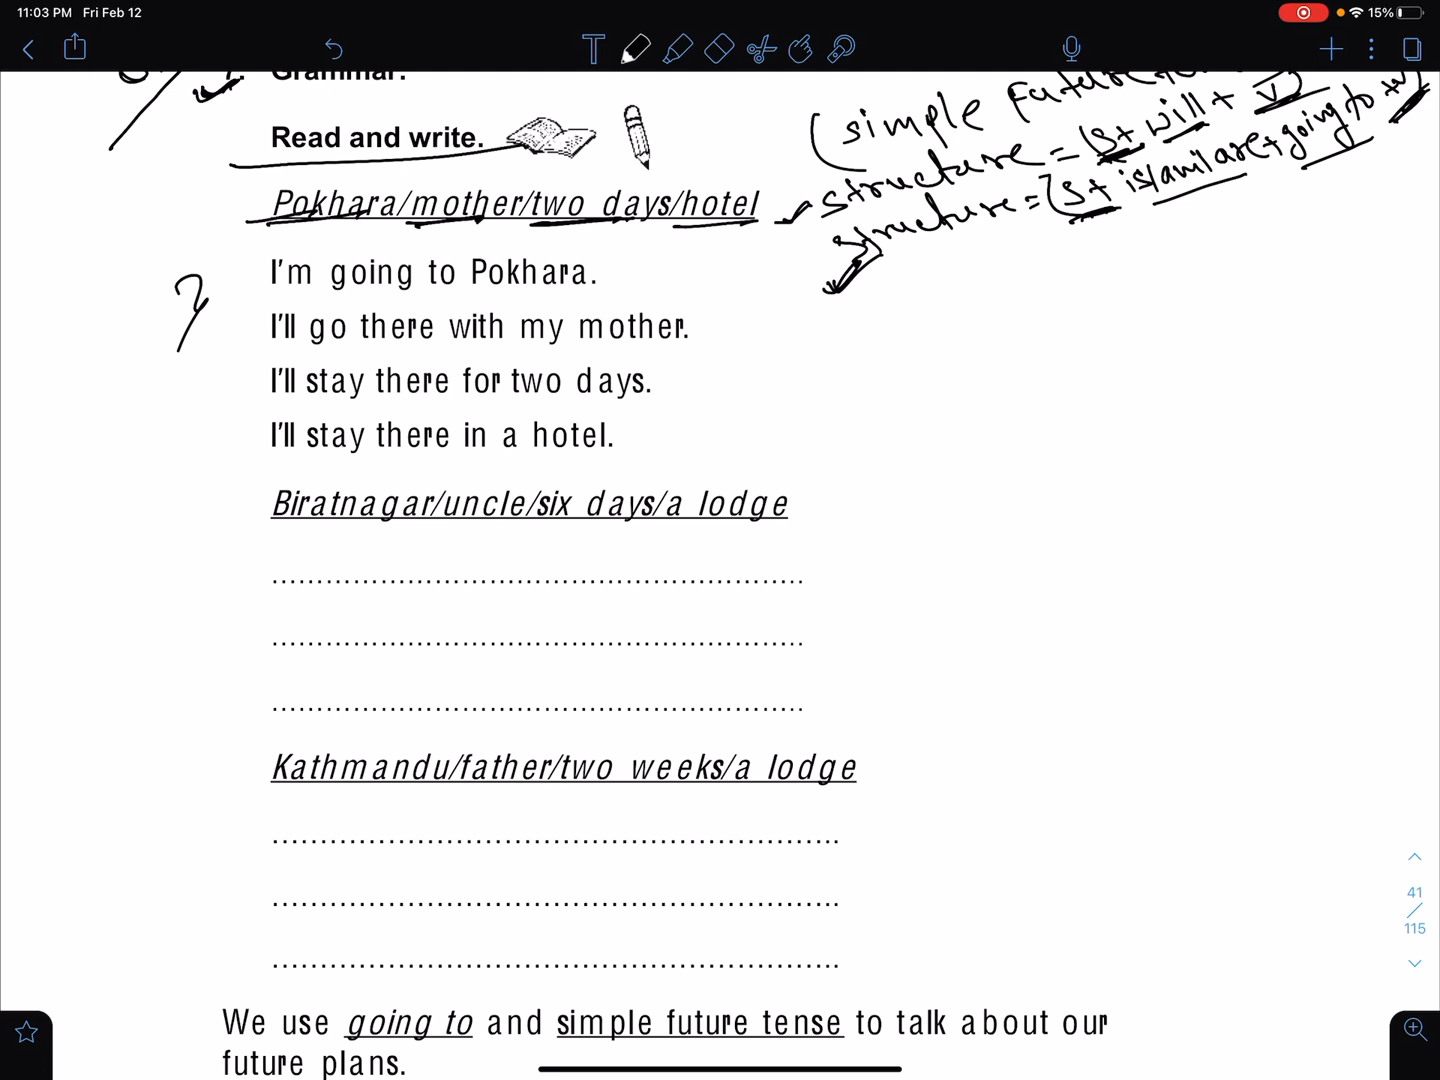 11:03 PM Fri Feb 12
15%
Grammar:
Read and write.
(simple Future
structure = (S+ will + V)
structure = (S+ is/am/are + going to + v)
Pokhara/mother/two days/hotel
I'm going to Pokhara.
I'll go there with my mother.
I'll stay there for two days.
I'll stay there in a hotel.
Biratnagar/uncle/six days/a lodge
............................................................
............................................................
............................................................
Kathmandu/father/two weeks/a lodge
............................................................
............................................................
............................................................
41
/
115
We use going to and simple future tense to talk about our
future plans.